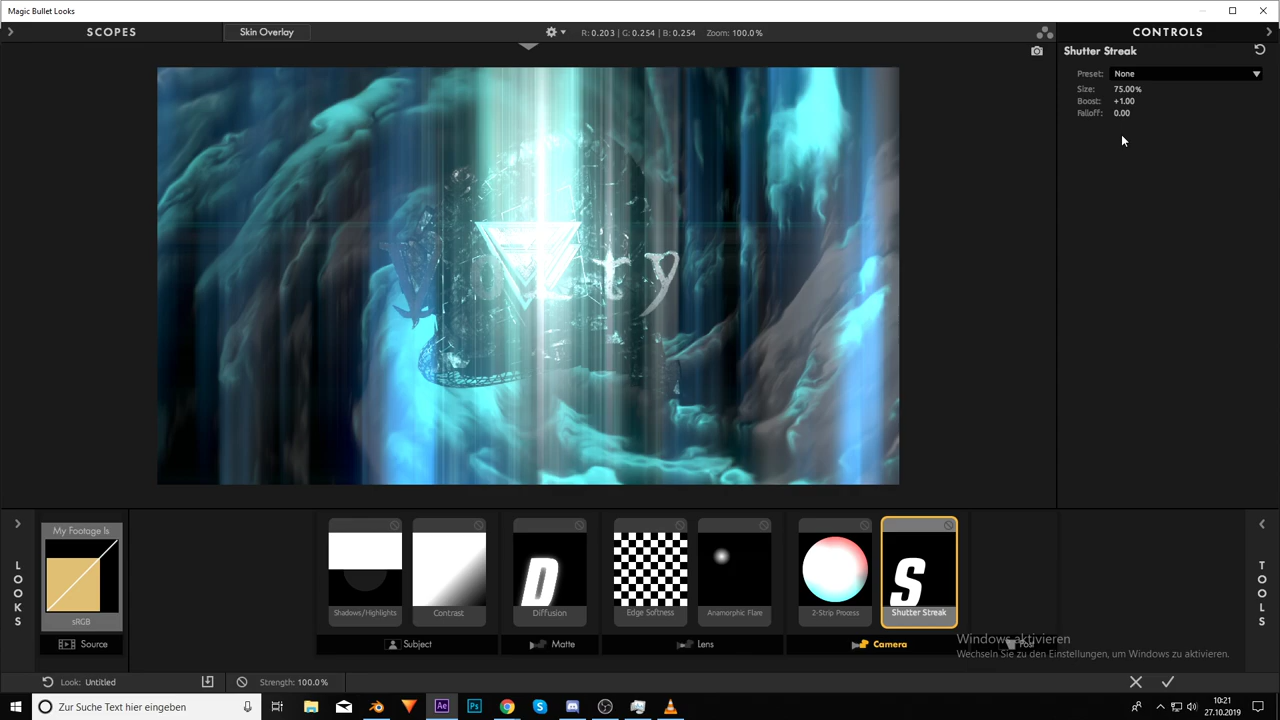 Magic Bullet Looks
SCOPES
Skin Overlay
R: 0.203 | G: 0.254 | B: 0.254 Zoom: 100.0%
CONTROLS
Shutter Streak
Preset: None
Size: 75.00%
Boost: +1.00
Falloff: 0.00
ty
LOOKS
My Footage Is
sRGB
Source
Shadows/Highlights
Contrast
Subject
D
Diffusion
Matte
Edge Softness
Anamorphic Flare
Lens
2-Strip Process
S
Shutter Streak
Camera
Post
TOOLS
Windows aktivieren
Wechseln Sie zu den Einstellungen, um Windows zu aktivieren.
Look: Untitled
Strength: 100.0%
Zur Suche Text hier eingeben
Ae
Ps
10:21
27.10.2019